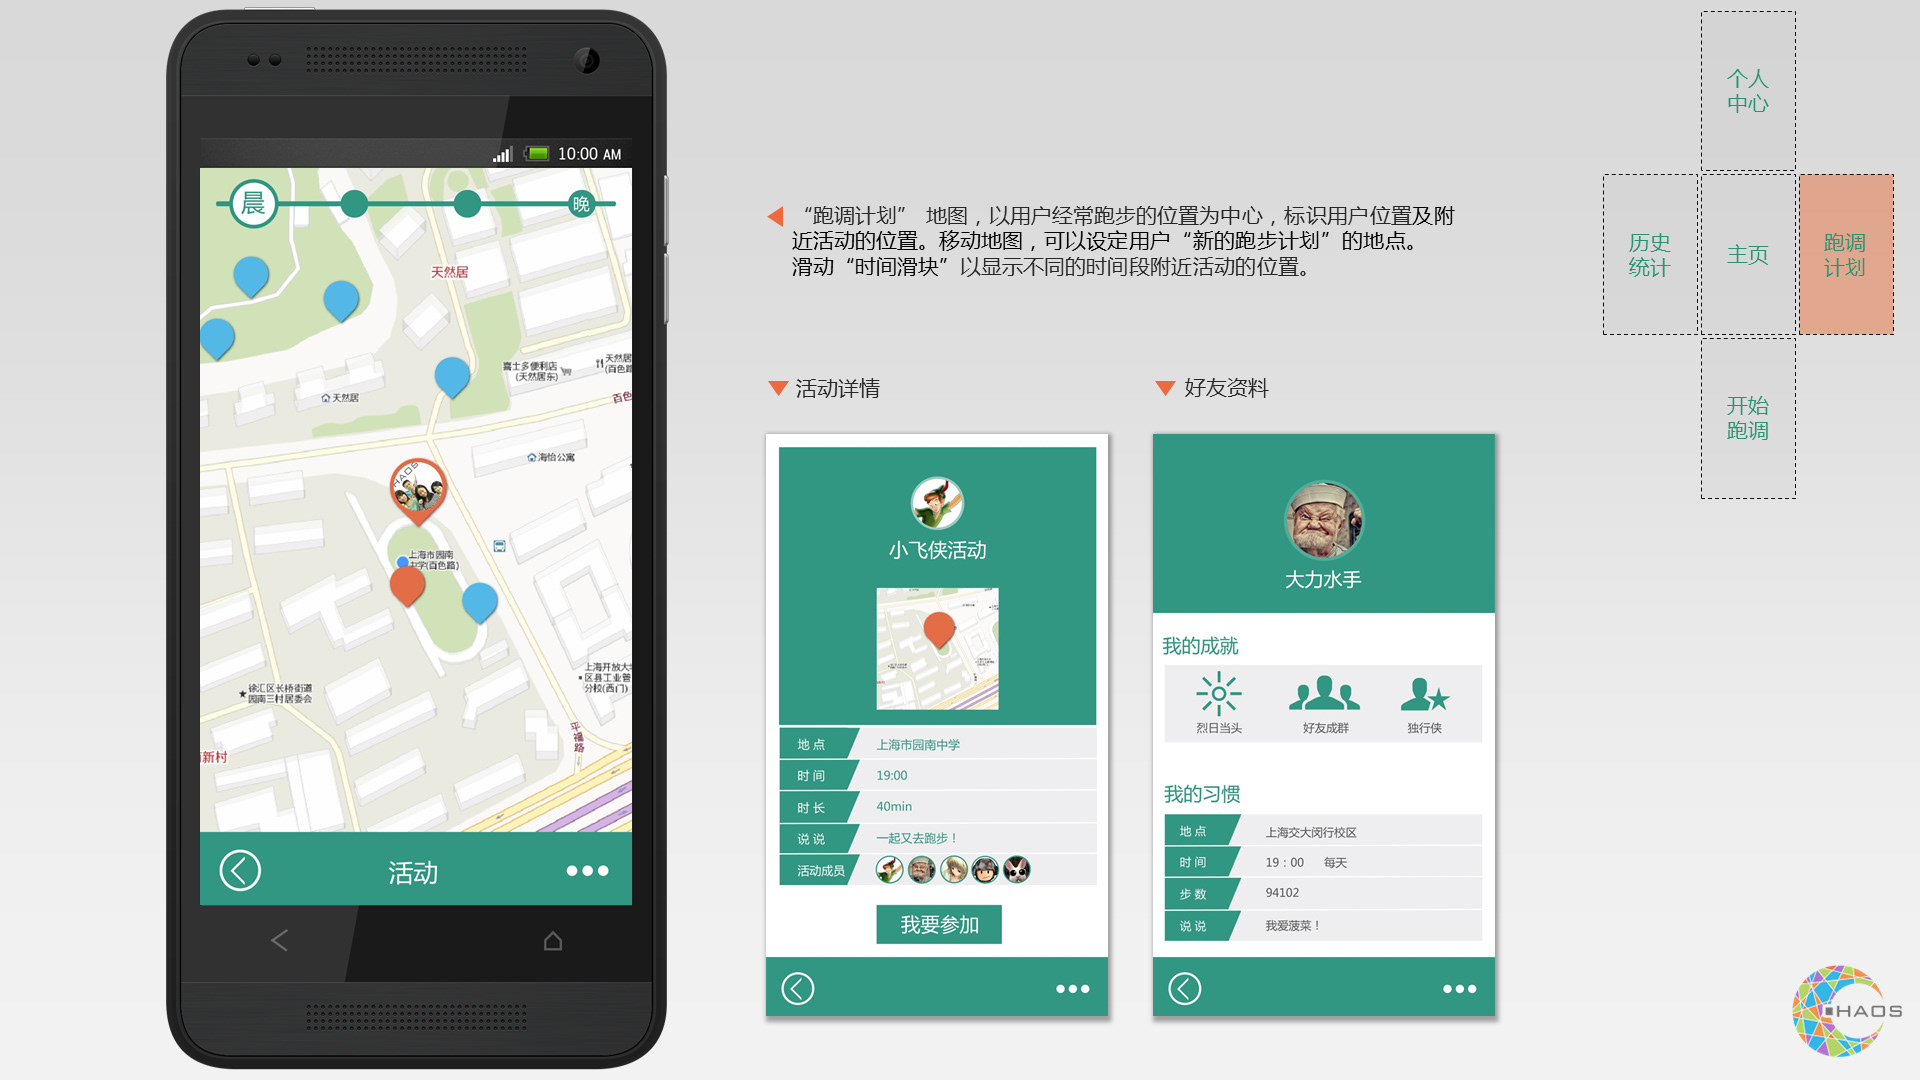 10:00 AM
晨
晚
天然居
喜士多便利店
(天然居东)
天然居
(百色路
天然居
百色
海怡公寓
HAOS
上海市园南
中学(百色路)
上海开放大
区县工业管
分校(西门)
徐汇区长桥街道
园南三村居委会
平福路
新村
活动
“跑调计划” 地图，以用户经常跑步的位置为中心，标识用户位置及附
近活动的位置。移动地图，可以设定用户“新的跑步计划”的地点。
滑动“时间滑块”以显示不同的时间段附近活动的位置。
活动详情
小飞侠活动
地 点 上海市园南中学
时 间 19:00
时 长 40min
说 说 一起又去跑步！
活动成员
我要参加
好友资料
大力水手
我的成就
烈日当头 好友成群 独行侠
我的习惯
地 点 上海交大闵行校区
时 间 19：00 每天
步 数 94102
说 说 我爱菠菜！
个人
中心
历史
统计
主页
跑调
计划
开始
跑调
HAOS